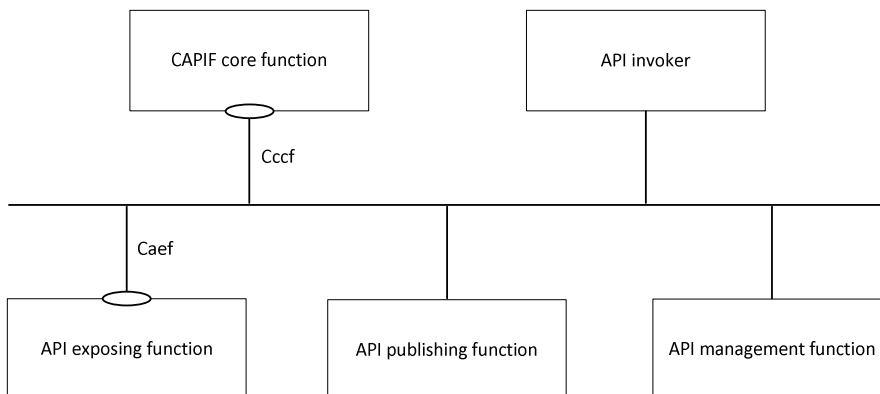 CAPIF core function
API invoker
Cccf
Caef
API exposing function
API publishing function
API management function